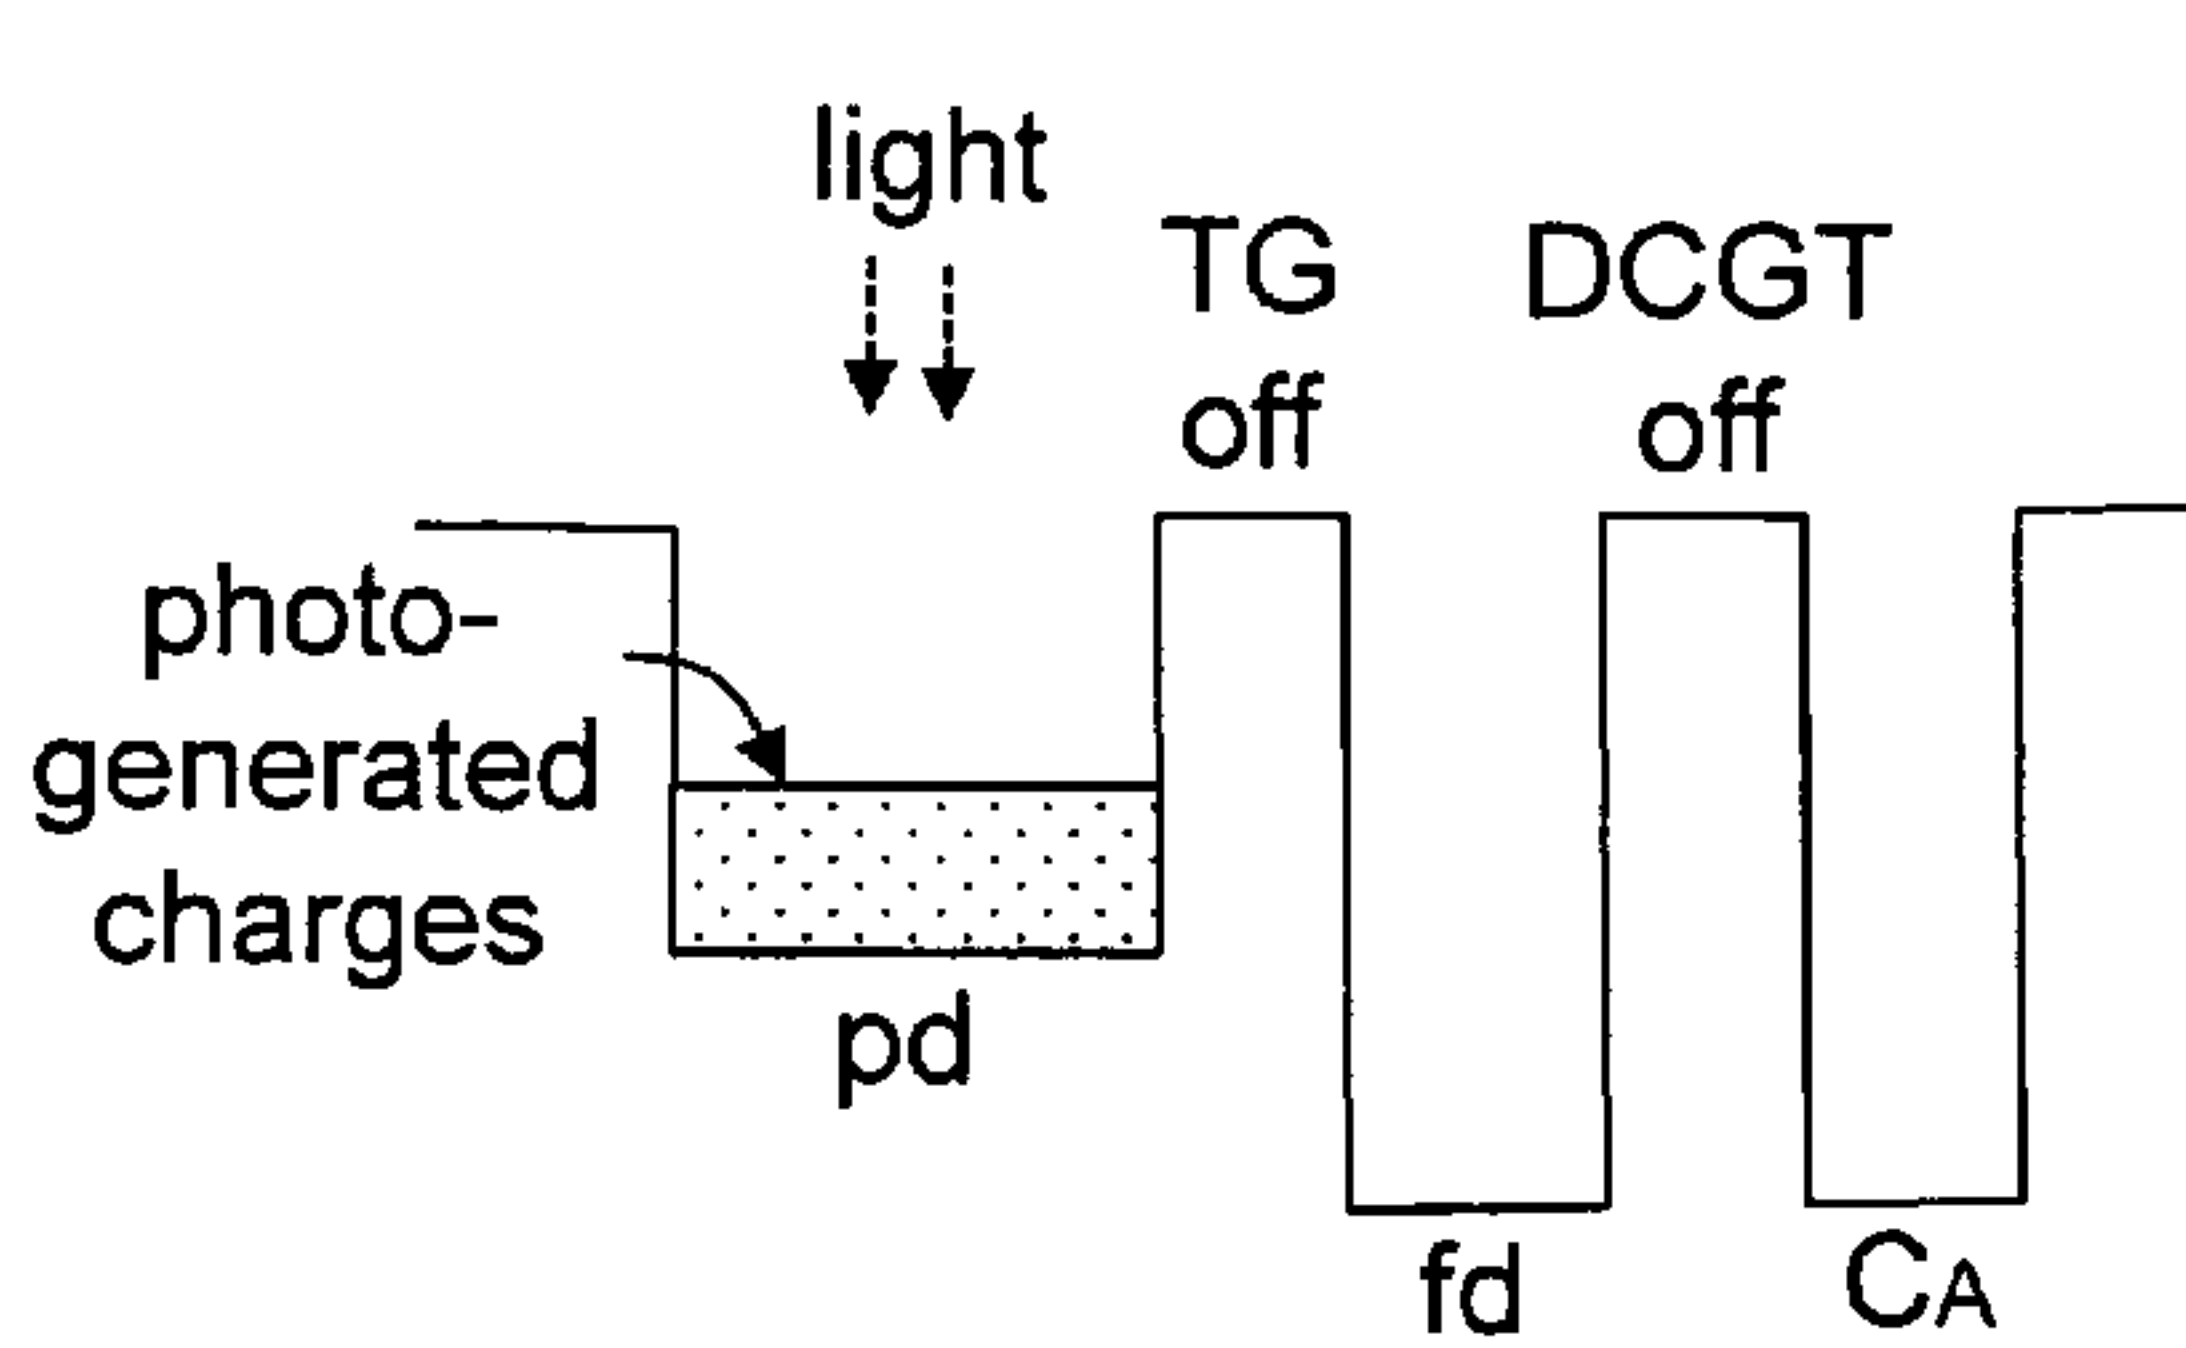 light
TG
off
DCGT
off
photo-
generated
charges
pd
fd
CA